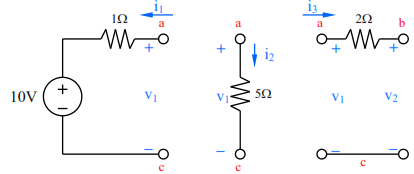 i1 i3
1Ω a a a 2Ω b
+ + i2 + +
10V + v1 v1 5Ω v1 v2
− − − − −
c c c